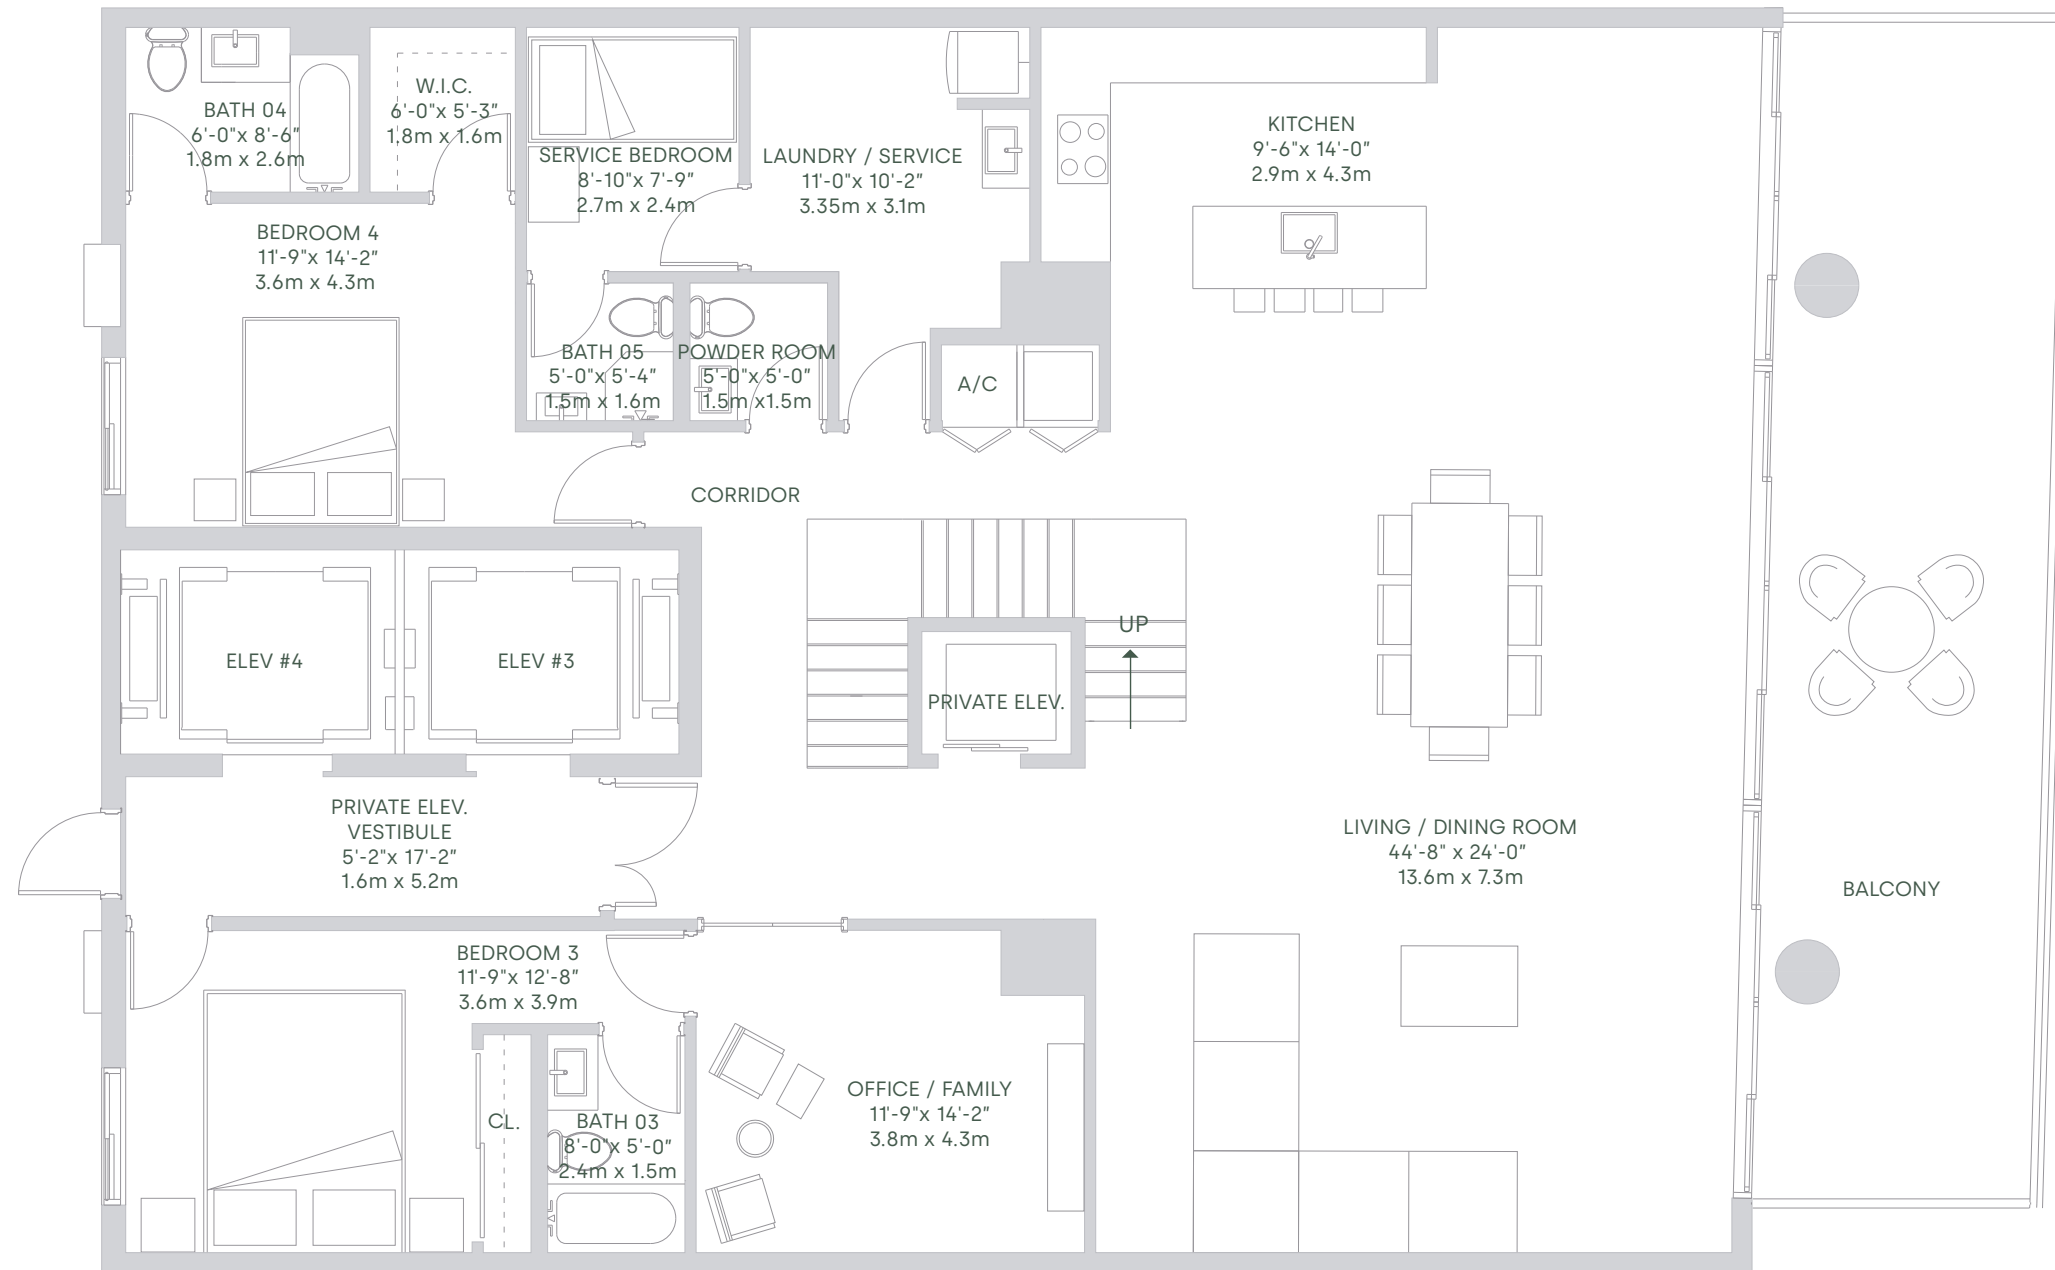 BATH 04
6'-0"x 8'-6"
1.8m x 2.6m
W.I.C.
6'-0"x 5'-3"
1.8m x 1.6m
SERVICE BEDROOM
8'-10"x 7'-9"
2.7m x 2.4m
LAUNDRY / SERVICE
11'-0"x 10'-2"
3.35m x 3.1m
KITCHEN
9'-6"x 14'-0"
2.9m x 4.3m
BEDROOM 4
11'-9"x 14'-2"
3.6m x 4.3m
BATH 05
5'-0"x 5'-4"
1.5m x 1.6m
POWDER ROOM
5'-0"x 5'-0"
1.5m x1.5m
A/C
CORRIDOR
ELEV #4
ELEV #3
UP
PRIVATE ELEV.
PRIVATE ELEV.
VESTIBULE
5'-2"x 17'-2"
1.6m x 5.2m
LIVING / DINING ROOM
44'-8" x 24'-0"
13.6m x 7.3m
BALCONY
BEDROOM 3
11'-9"x 12'-8"
3.6m x 3.9m
CL.
BATH 03
8'-0"x 5'-0"
2.4m x 1.5m
OFFICE / FAMILY
11'-9"x 14'-2"
3.8m x 4.3m